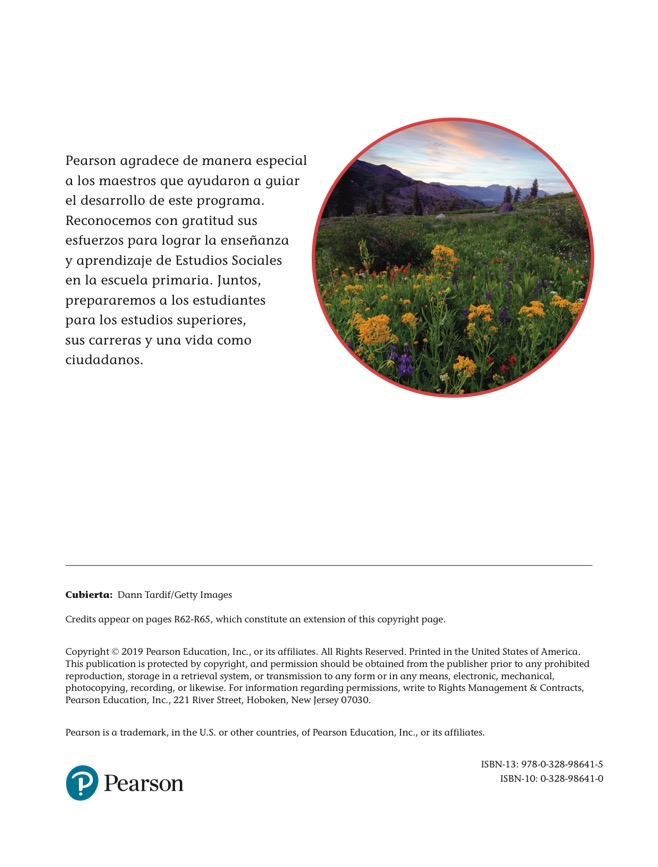 Pearson agradece de manera especial
a los maestros que ayudaron a guiar
el desarrollo de este programa.
Reconocemos con gratitud sus
esfuerzos para lograr la enseñanza
y aprendizaje de Estudios Sociales
en la escuela primaria. Juntos,
prepararemos a los estudiantes
para los estudios superiores,
sus carreras y una vida como
ciudadanos.
Cubierta: Dann Tardif/Getty Images
Credits appear on pages R62-R65, which constitute an extension of this copyright page.
Copyright © 2019 Pearson Education, Inc., or its affiliates. All Rights Reserved. Printed in the United States of America.
This publication is protected by copyright, and permission should be obtained from the publisher prior to any prohibited
reproduction, storage in a retrieval system, or transmission to any form or in any means, electronic, mechanical,
photocopying, recording, or likewise. For information regarding permissions, write to Rights Management & Contracts,
Pearson Education, Inc., 221 River Street, Hoboken, New Jersey 07030.
Pearson is a trademark, in the U.S. or other countries, of Pearson Education, Inc., or its affiliates.
Pearson
ISBN-13: 978-0-328-98641-5
ISBN-10: 0-328-98641-0